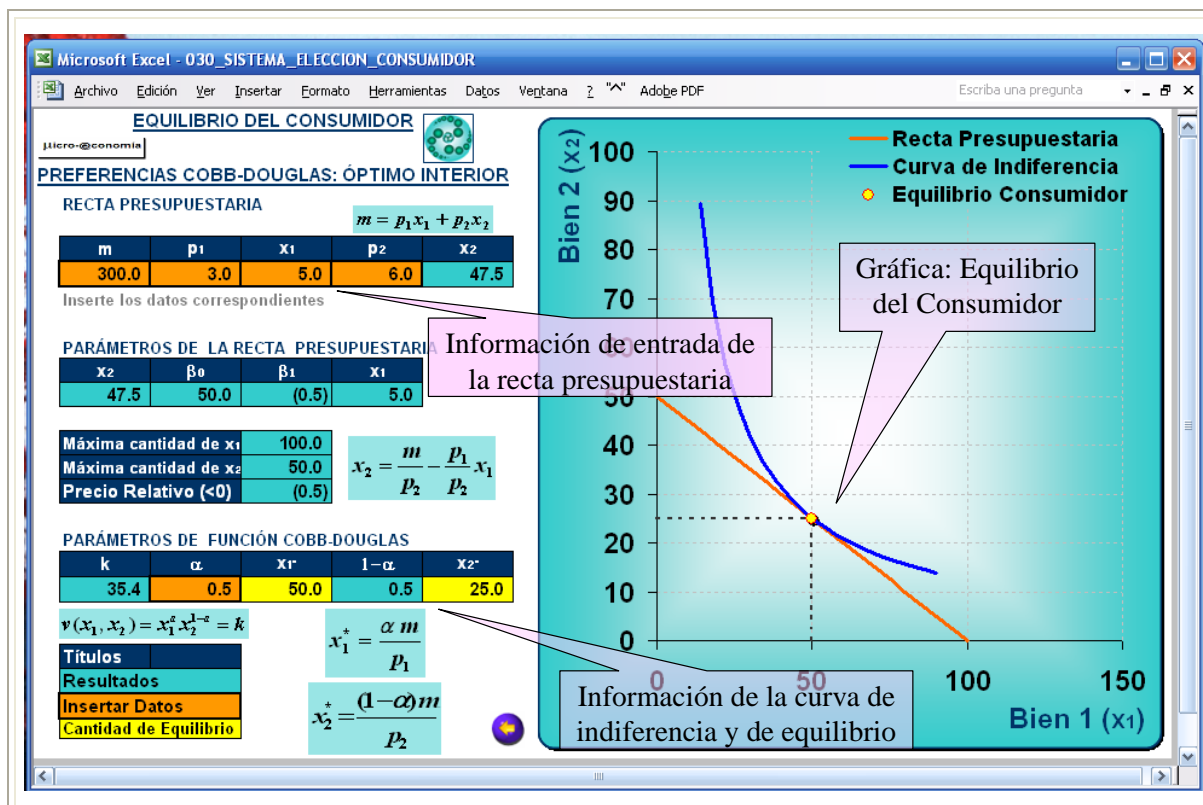 Microsoft Excel - 030_SISTEMA_ELECCION_CONSUMIDOR
Archivo Edición Ver Insertar Formato Herramientas Datos Ventana ? "^" Adobe PDF Escriba una pregunta
EQUILIBRIO DEL CONSUMIDOR
μicro-@conomía
PREFERENCIAS COBB-DOUGLAS: ÓPTIMO INTERIOR
RECTA PRESUPUESTARIA
m = p₁x₁ + p₂x₂
m p₁ x₁ p₂ x₂
300.0 3.0 5.0 6.0 47.5
Inserte los datos correspondientes
Información de entrada de
la recta presupuestaria
PARÁMETROS DE LA RECTA PRESUPUESTARIA
x₂ β₀ β₁ x₁
47.5 50.0 (0.5) 5.0
Máxima cantidad de x₁ 100.0
Máxima cantidad de x₂ 50.0
Precio Relativo (<0) (0.5)
x₂ = m/p₂ − p₁/p₂ x₁
PARÁMETROS DE FUNCIÓN COBB-DOUGLAS
k α x₁* 1−α x₂*
35.4 0.5 50.0 0.5 25.0
v(x₁, x₂) = x₁^α x₂^(1−α) = k
x₁* = α m / p₁
x₂* = (1−α)m / p₂
Títulos
Resultados
Insertar Datos
Cantidad de Equilibrio
Recta Presupuestaria
Curva de Indiferencia
Equilibrio Consumidor
Gráfica: Equilibrio
del Consumidor
Bien 2 (x₂)
100
90
80
70
60
50
40
30
20
10
0
0 50 100 150
Bien 1 (x₁)
Información de la curva de
indiferencia y de equilibrio